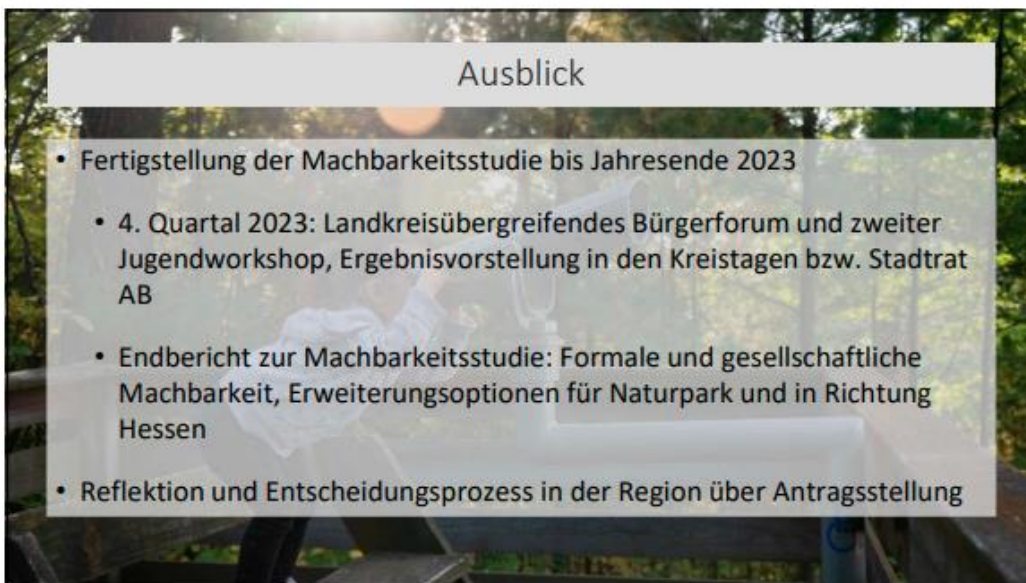 Ausblick
• Fertigstellung der Machbarkeitsstudie bis Jahresende 2023
• 4. Quartal 2023: Landkreisübergreifendes Bürgerforum und zweiter
Jugendworkshop, Ergebnisvorstellung in den Kreistagen bzw. Stadtrat
AB
• Endbericht zur Machbarkeitsstudie: Formale und gesellschaftliche
Machbarkeit, Erweiterungsoptionen für Naturpark und in Richtung
Hessen
• Reflektion und Entscheidungsprozess in der Region über Antragsstellung